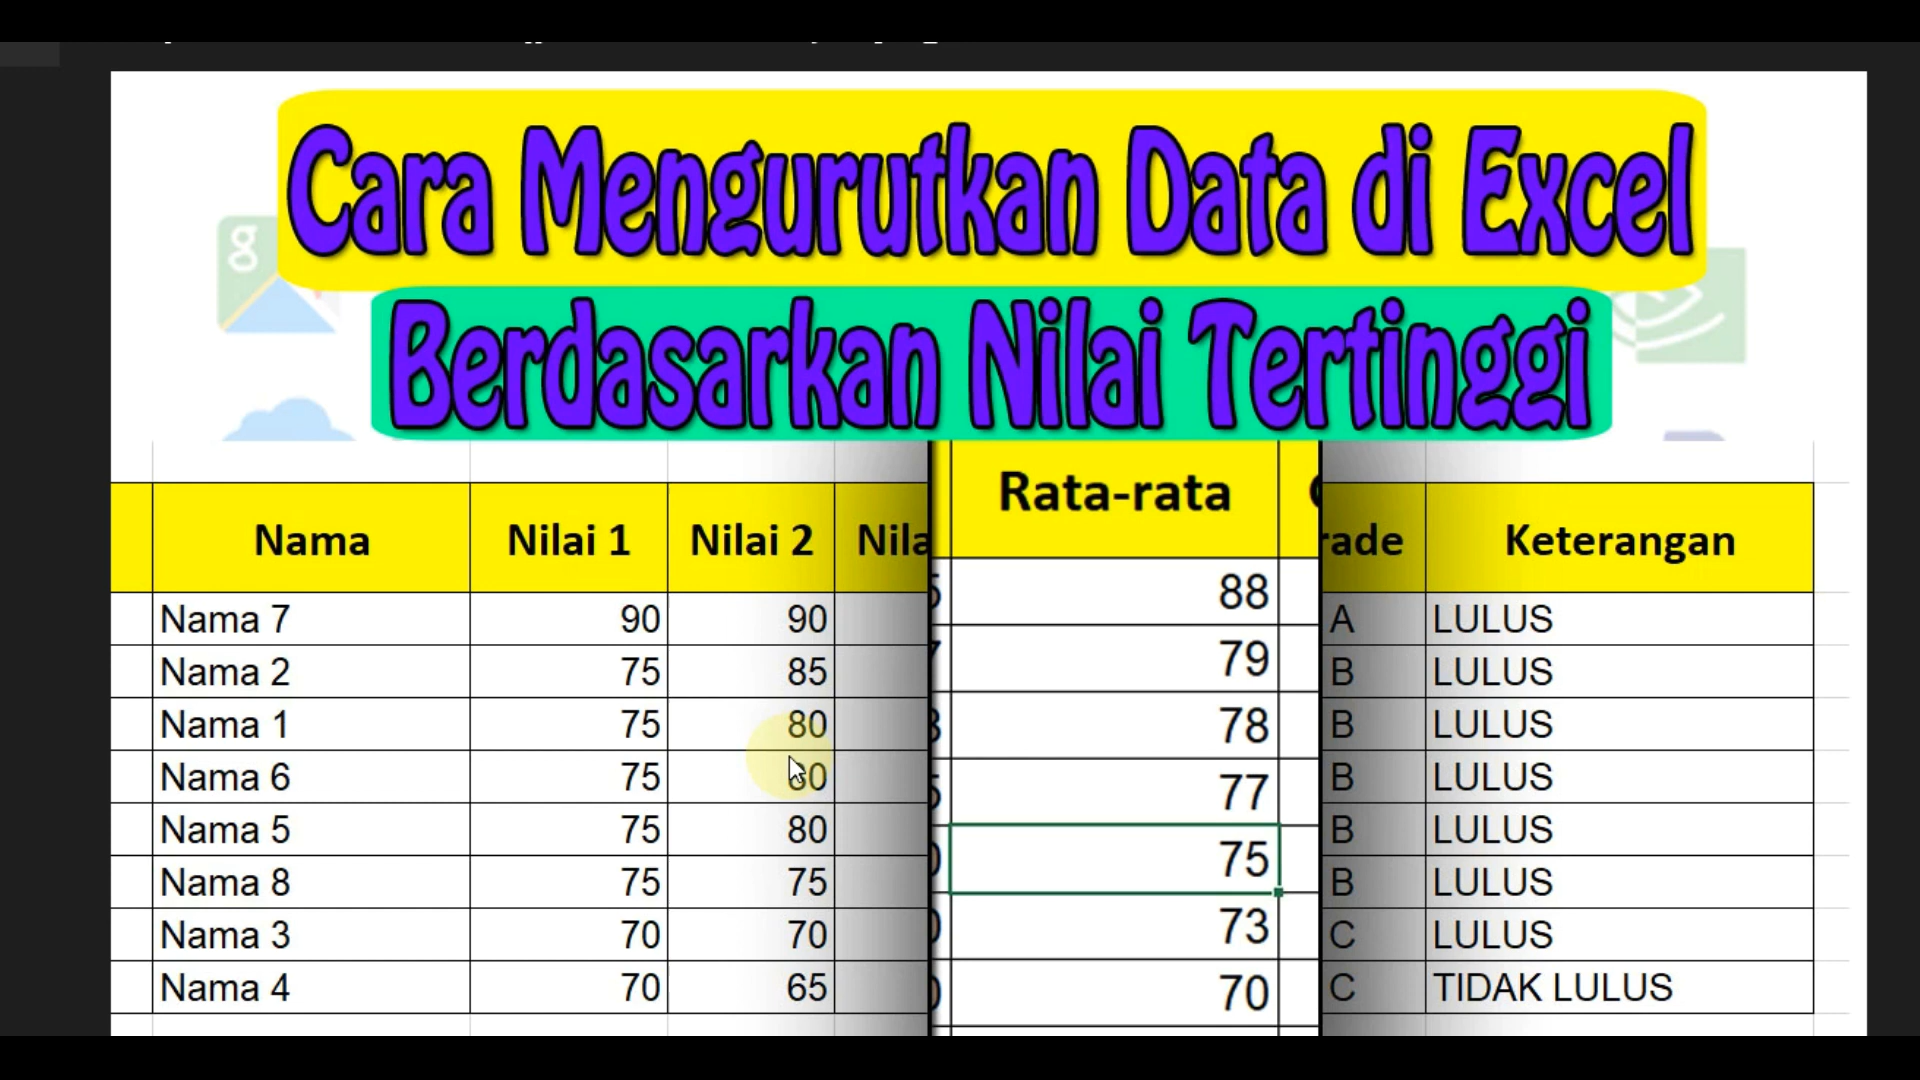 Cara Mengurutkan Data di Excel
g
Berdasarkan Nilai Tertinggi
Nama Nilai 1 Nilai 2 Rata-rata Keterangan
Nama 7 90 90 88 A LULUS
Nama 2 75 85 79 B LULUS
Nama 1 75 80 78 B LULUS
Nama 6 75 80 77 B LULUS
Nama 5 75 80 75 B LULUS
Nama 8 75 75 73 B LULUS
Nama 3 70 70 70 C LULUS
Nama 4 70 65 C TIDAK LULUS